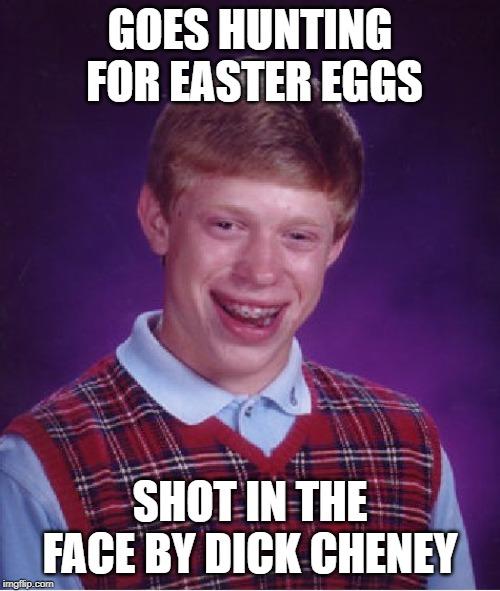 GOES HUNTING
FOR EASTER EGGS
SHOT IN THE
FACE BY DICK CHENEY
imgflip.com